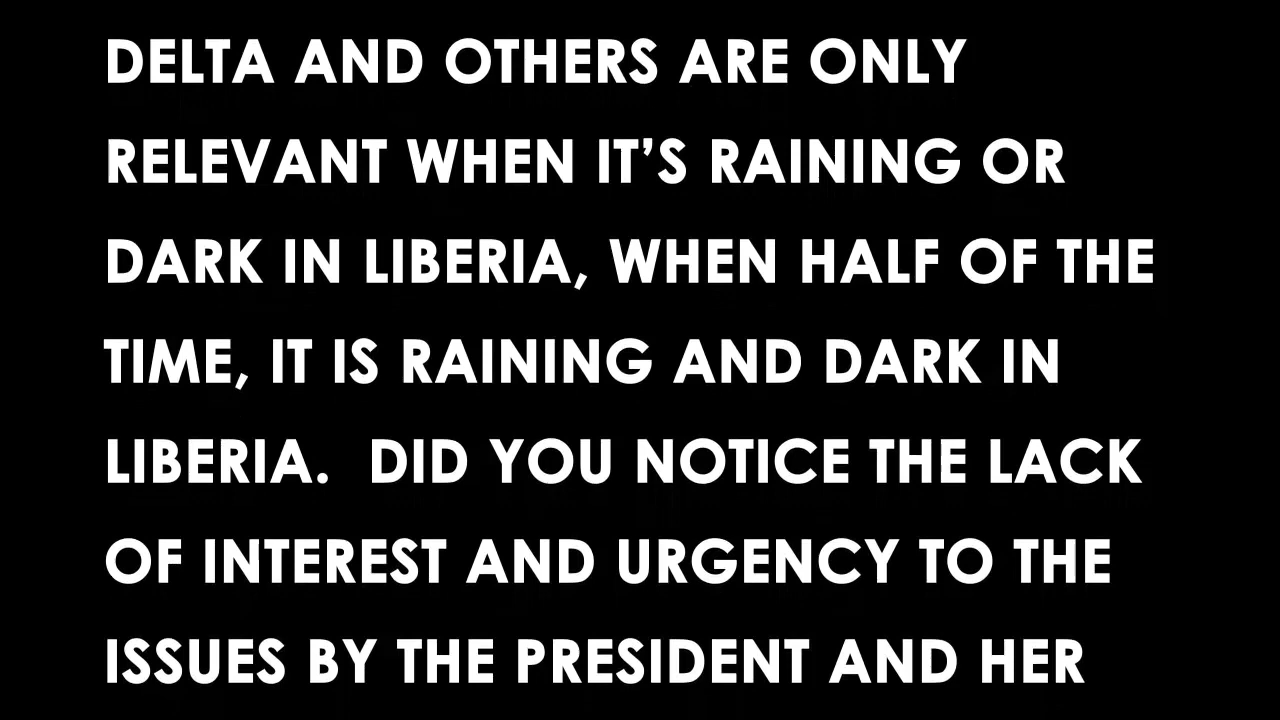 DELTA AND OTHERS ARE ONLY
RELEVANT WHEN IT’S RAINING OR
DARK IN LIBERIA, WHEN HALF OF THE
TIME, IT IS RAINING AND DARK IN
LIBERIA.  DID YOU NOTICE THE LACK
OF INTEREST AND URGENCY TO THE
ISSUES BY THE PRESIDENT AND HER